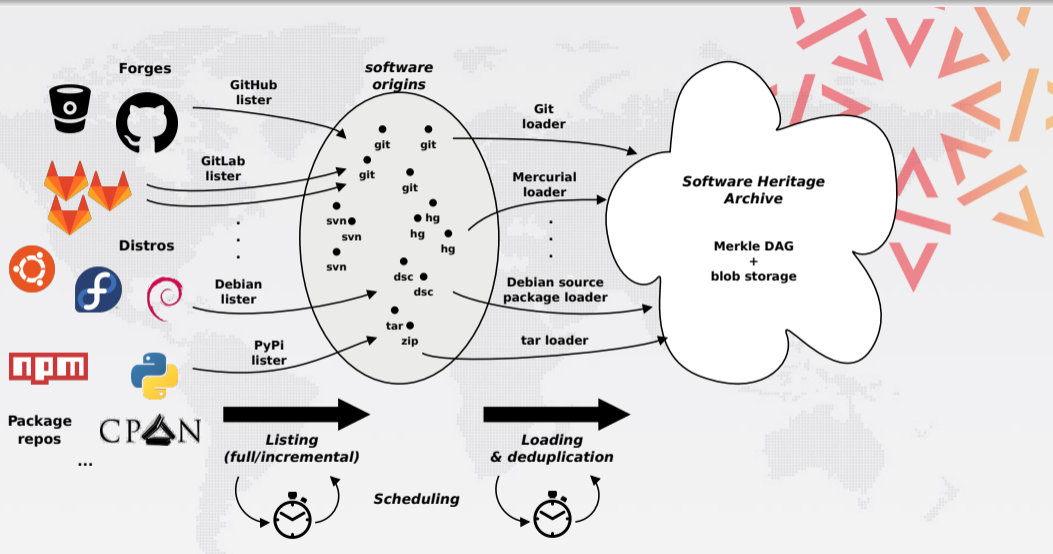 Forges
GitHub
lister
GitLab
lister
.
.
.
Distros
Debian
lister
PyPi
lister
npm
Package
repos
CPAN
...
software
origins
git
git
git
git
svn
svn
svn
hg
hg
hg
dsc
dsc
tar
zip
Git
loader
Mercurial
loader
.
.
.
Debian source
package loader
tar loader
Software Heritage
Archive
Merkle DAG
+
blob storage
Listing
(full/incremental)
Scheduling
Loading
& deduplication